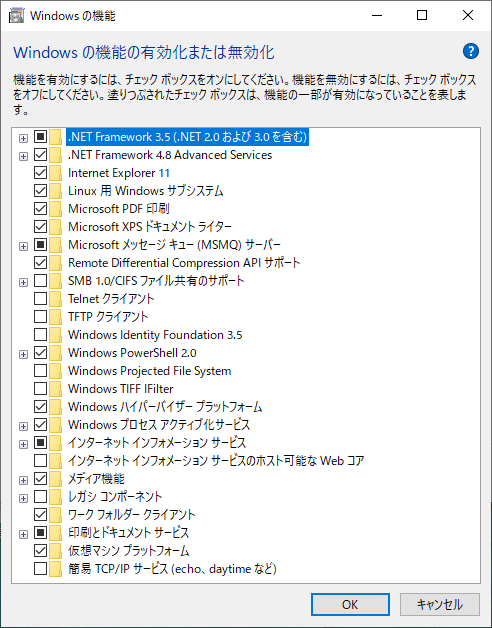 Windows の機能
Windows の機能の有効化または無効化
機能を有効にするには、チェック ボックスをオンにしてください。機能を無効にするには、チェック ボックス
をオフにしてください。塗りつぶされたチェック ボックスは、機能の一部が有効になっていることを表しま
す。
.NET Framework 3.5 (.NET 2.0 および 3.0 を含む)
.NET Framework 4.8 Advanced Services
Internet Explorer 11
Linux 用 Windows サブシステム
Microsoft PDF 印刷
Microsoft XPS ドキュメント ライター
Microsoft メッセージ キュー (MSMQ) サーバー
Remote Differential Compression API サポート
SMB 1.0/CIFS ファイル共有のサポート
Telnet クライアント
TFTP クライアント
Windows Identity Foundation 3.5
Windows PowerShell 2.0
Windows Projected File System
Windows TIFF IFilter
Windows ハイパーバイザー プラットフォーム
Windows プロセス アクティブ化サービス
インターネット インフォメーション サービス
インターネット インフォメーション サービスのホスト可能な Web コア
メディア機能
レガシ コンポーネント
ワーク フォルダー クライアント
印刷とドキュメント サービス
仮想マシン プラットフォーム
簡易 TCP/IP サービス (echo、daytime など)
OK
キャンセル